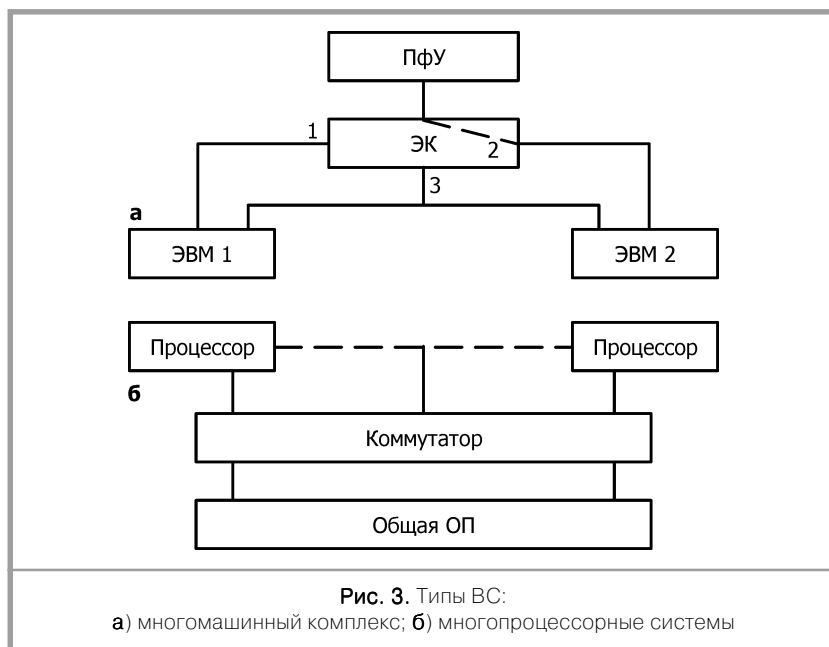 ПфУ
1
ЭК
2
3
а
ЭВМ 1
ЭВМ 2
Процессор
Процессор
б
Коммутатор
Общая ОП
Рис. 3. Типы ВС:
а) многомашинный комплекс; б) многопроцессорные системы